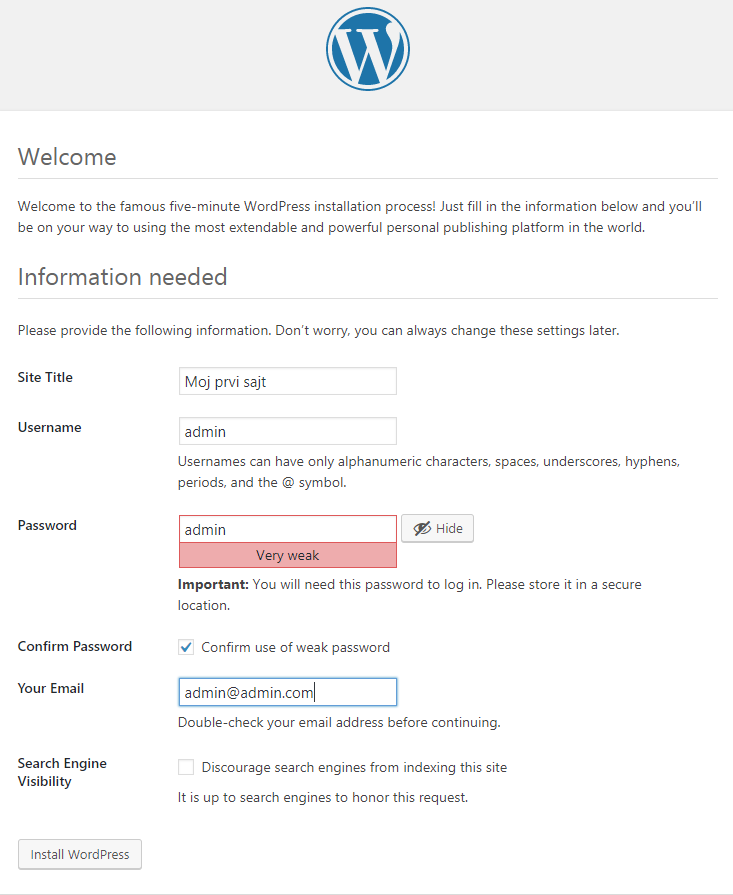 Welcome
Welcome to the famous five-minute WordPress installation process! Just fill in the information below and you’ll
be on your way to using the most extendable and powerful personal publishing platform in the world.
Information needed
Please provide the following information. Don’t worry, you can always change these settings later.
Site Title
Moj prvi sajt
Username
admin
Usernames can have only alphanumeric characters, spaces, underscores, hyphens,
periods, and the @ symbol.
Password
admin
Hide
Very weak
Important: You will need this password to log in. Please store it in a secure
location.
Confirm Password
Confirm use of weak password
Your Email
admin@admin.com
Double-check your email address before continuing.
Search Engine
Visibility
Discourage search engines from indexing this site
It is up to search engines to honor this request.
Install WordPress